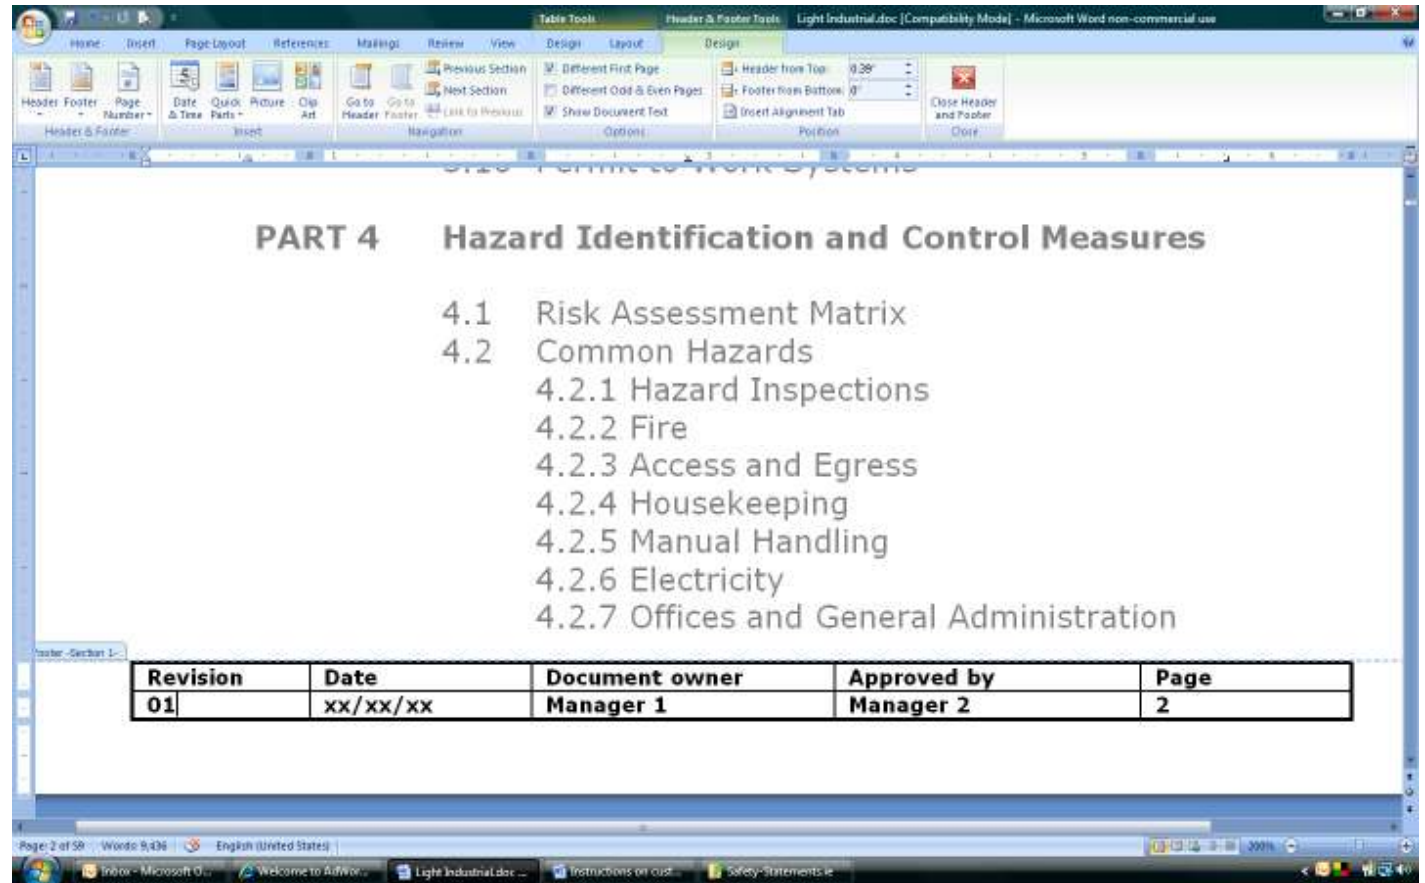 Table Tools Header & Footer Tools Light Industrial.doc [Compatibility Mode] - Microsoft Word non-commercial use
Home Insert Page Layout References Mailings Review View Design Layout Design
Previous Section Different First Page Header from Top: 0.39"
Next Section Different Odd & Even Pages Footer from Bottom: 0"
Header Footer Page Number Date & Time Quick Parts Picture Clip Art Go to Header Go to Footer Link to Previous Show Document Text Insert Alignment Tab Close Header and Footer
Header & Footer Insert Navigation Options Position Close
3.10 Permit to Work Systems
PART 4 Hazard Identification and Control Measures
4.1 Risk Assessment Matrix
4.2 Common Hazards
4.2.1 Hazard Inspections
4.2.2 Fire
4.2.3 Access and Egress
4.2.4 Housekeeping
4.2.5 Manual Handling
4.2.6 Electricity
4.2.7 Offices and General Administration
Footer -Section 1-
Revision Date Document owner Approved by Page
01 xx/xx/xx Manager 1 Manager 2 2
Page: 2 of 59 Words: 9,436 English (United States) 200%
Inbox - Microsoft O... Welcome to AdWor... Light Industrial.doc ... Instructions on cust... Safety-Statements.ie